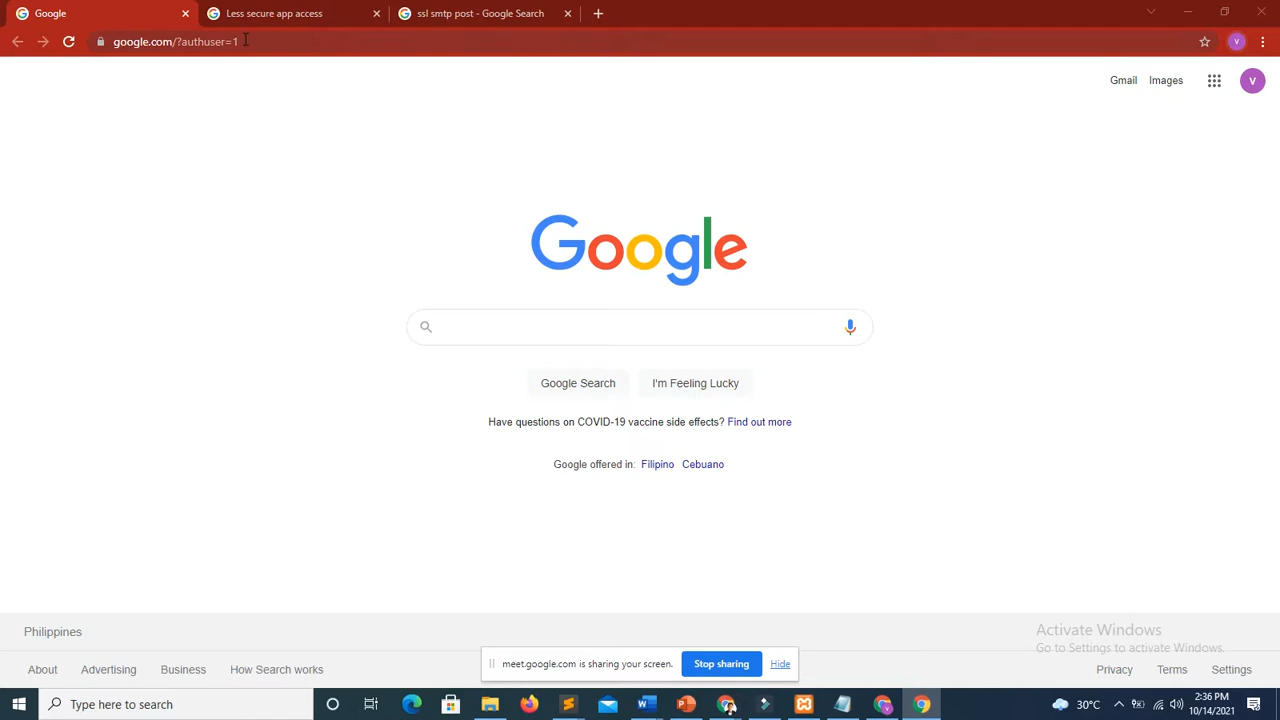 Google
Less secure app access
ssl smtp post - Google Search
google.com/?authuser=1
V
Gmail
Images
V
Google
Google Search
I'm Feeling Lucky
Have questions on COVID-19 vaccine side effects? Find out more
Google offered in: Filipino Cebuano
Philippines
Activate Windows
Go to Settings to activate Windows.
About
Advertising
Business
How Search works
meet.google.com is sharing your screen.
Stop sharing
Hide
Privacy
Terms
Settings
Type here to search
30°C
2:36 PM
10/14/2021